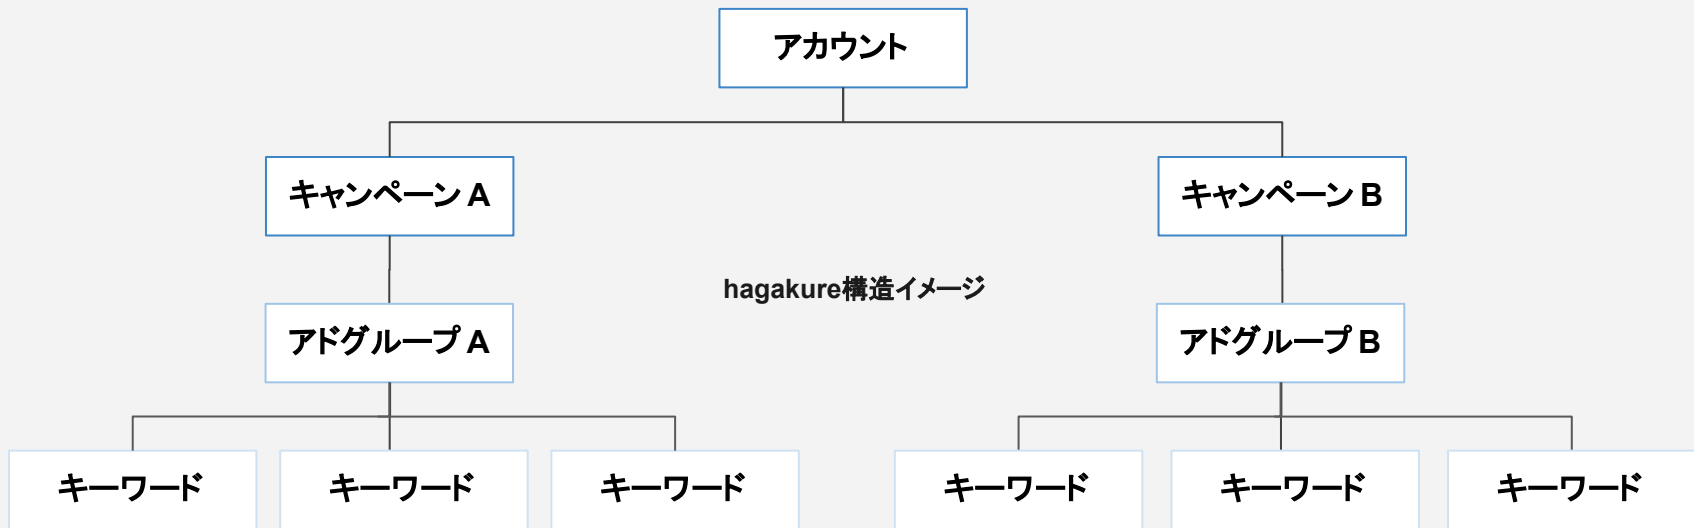 アカウント
キャンペーン A
キャンペーン B
hagakure構造イメージ
アドグループ A
アドグループ B
キーワード
キーワード
キーワード
キーワード
キーワード
キーワード